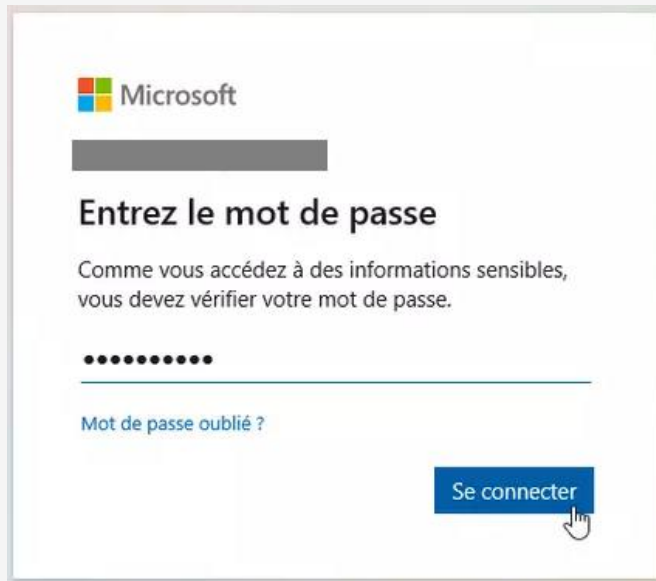 Microsoft
Entrez le mot de passe
Comme vous accédez à des informations sensibles,
vous devez vérifier votre mot de passe.
••••••••••
Mot de passe oublié ?
Se connecter